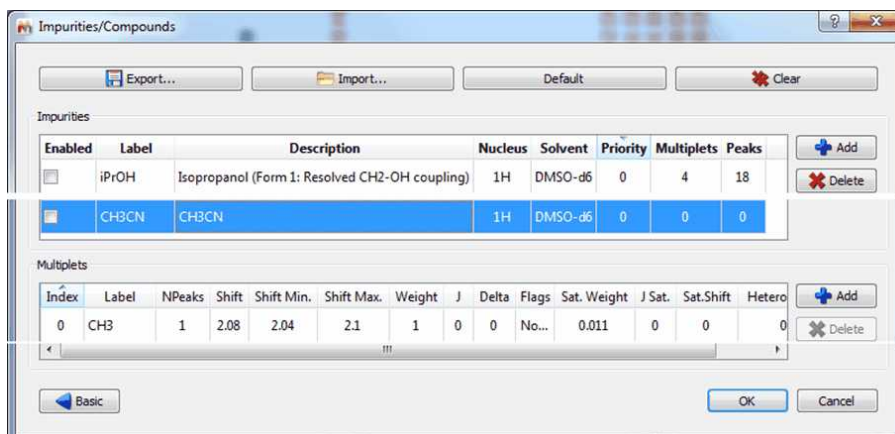 Impurities/Compounds
Export... Import... Default Clear
Impurities
Enabled Label Description Nucleus Solvent Priority Multiplets Peaks Add
iPrOH Isopropanol (Form 1: Resolved CH2-OH coupling) 1H DMSO-d6 0 4 18 Delete
CH3CN CH3CN 1H DMSO-d6 0 0 0
Multiplets
Index Label NPeaks Shift Shift Min. Shift Max. Weight J Delta Flags Sat. Weight J Sat. Sat.Shift Hetero Add
0 CH3 1 2.08 2.04 2.1 1 0 0 No... 0.011 0 0 0 Delete
Basic OK Cancel